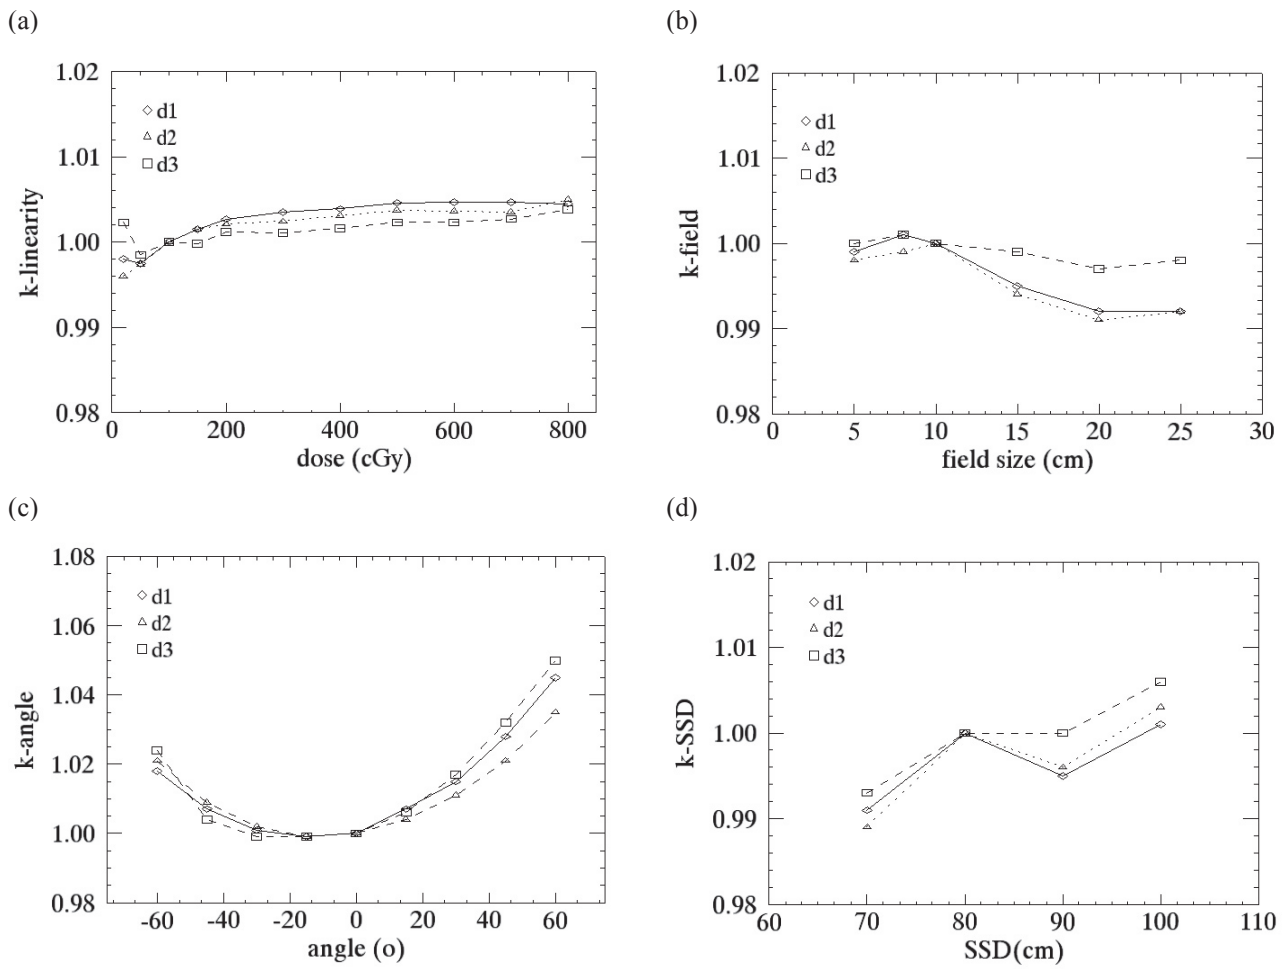 (a)
1.02
1.01
1.00
0.99
0.98
k-linearity
d1
d2
d3
0
200
400
600
800
dose (cGy)
(b)
1.02
1.01
1.00
0.99
0.98
k-field
d1
d2
d3
0
5
10
15
20
25
30
field size (cm)
(c)
1.08
1.06
1.04
1.02
1.00
0.98
k-angle
d1
d2
d3
-60
-40
-20
0
20
40
60
angle (o)
(d)
1.02
1.01
1.00
0.99
0.98
k-SSD
d1
d2
d3
60
70
80
90
100
110
SSD(cm)